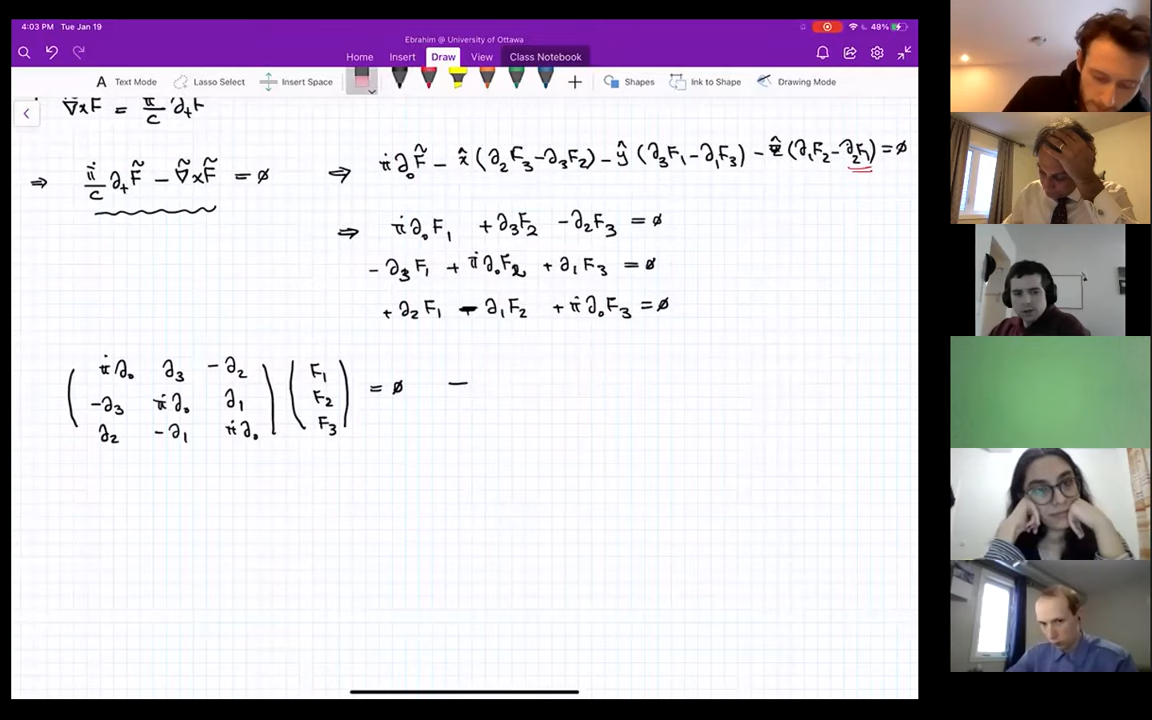 4:03 PM Tue Jan 19
48%
Ebrahim @ University of Ottawa
Home Insert Draw View Class Notebook
Text Mode Lasso Select Insert Space Shapes Ink to Shape Drawing Mode
∇×F = i/c ∂ₜF
⇒ i/c ∂ₜF̃ − ∇̃×F̃ = ∅ ⇒ i∂₀F̃ − x̂(∂₂F₃−∂₃F₂) − ŷ(∂₃F₁−∂₁F₃) − ẑ(∂₁F₂−∂₂F₁) = ∅
⇒ i∂₀F₁ + ∂₃F₂ − ∂₂F₃ = ∅
− ∂₃F₁ + i∂₀F₂ + ∂₁F₃ = ∅
+ ∂₂F₁ − ∂₁F₂ + i∂₀F₃ = ∅
( i∂₀ ∂₃ −∂₂ ) ( F₁ )
( −∂₃ i∂₀ ∂₁ ) ( F₂ ) = ∅ —
( ∂₂ −∂₁ i∂₀ ) ( F₃ )